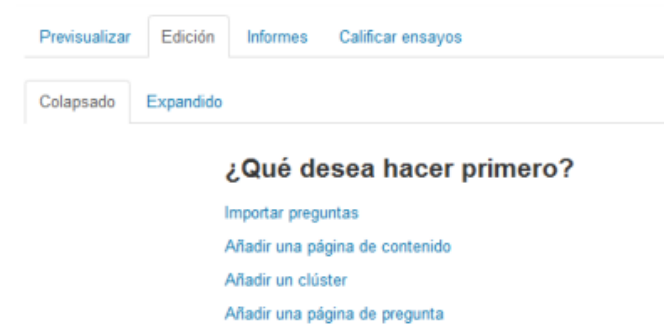 Previsualizar Edición Informes Calificar ensayos
Colapsado Expandido
¿Qué desea hacer primero?
Importar preguntas
Añadir una página de contenido
Añadir un clúster
Añadir una página de pregunta